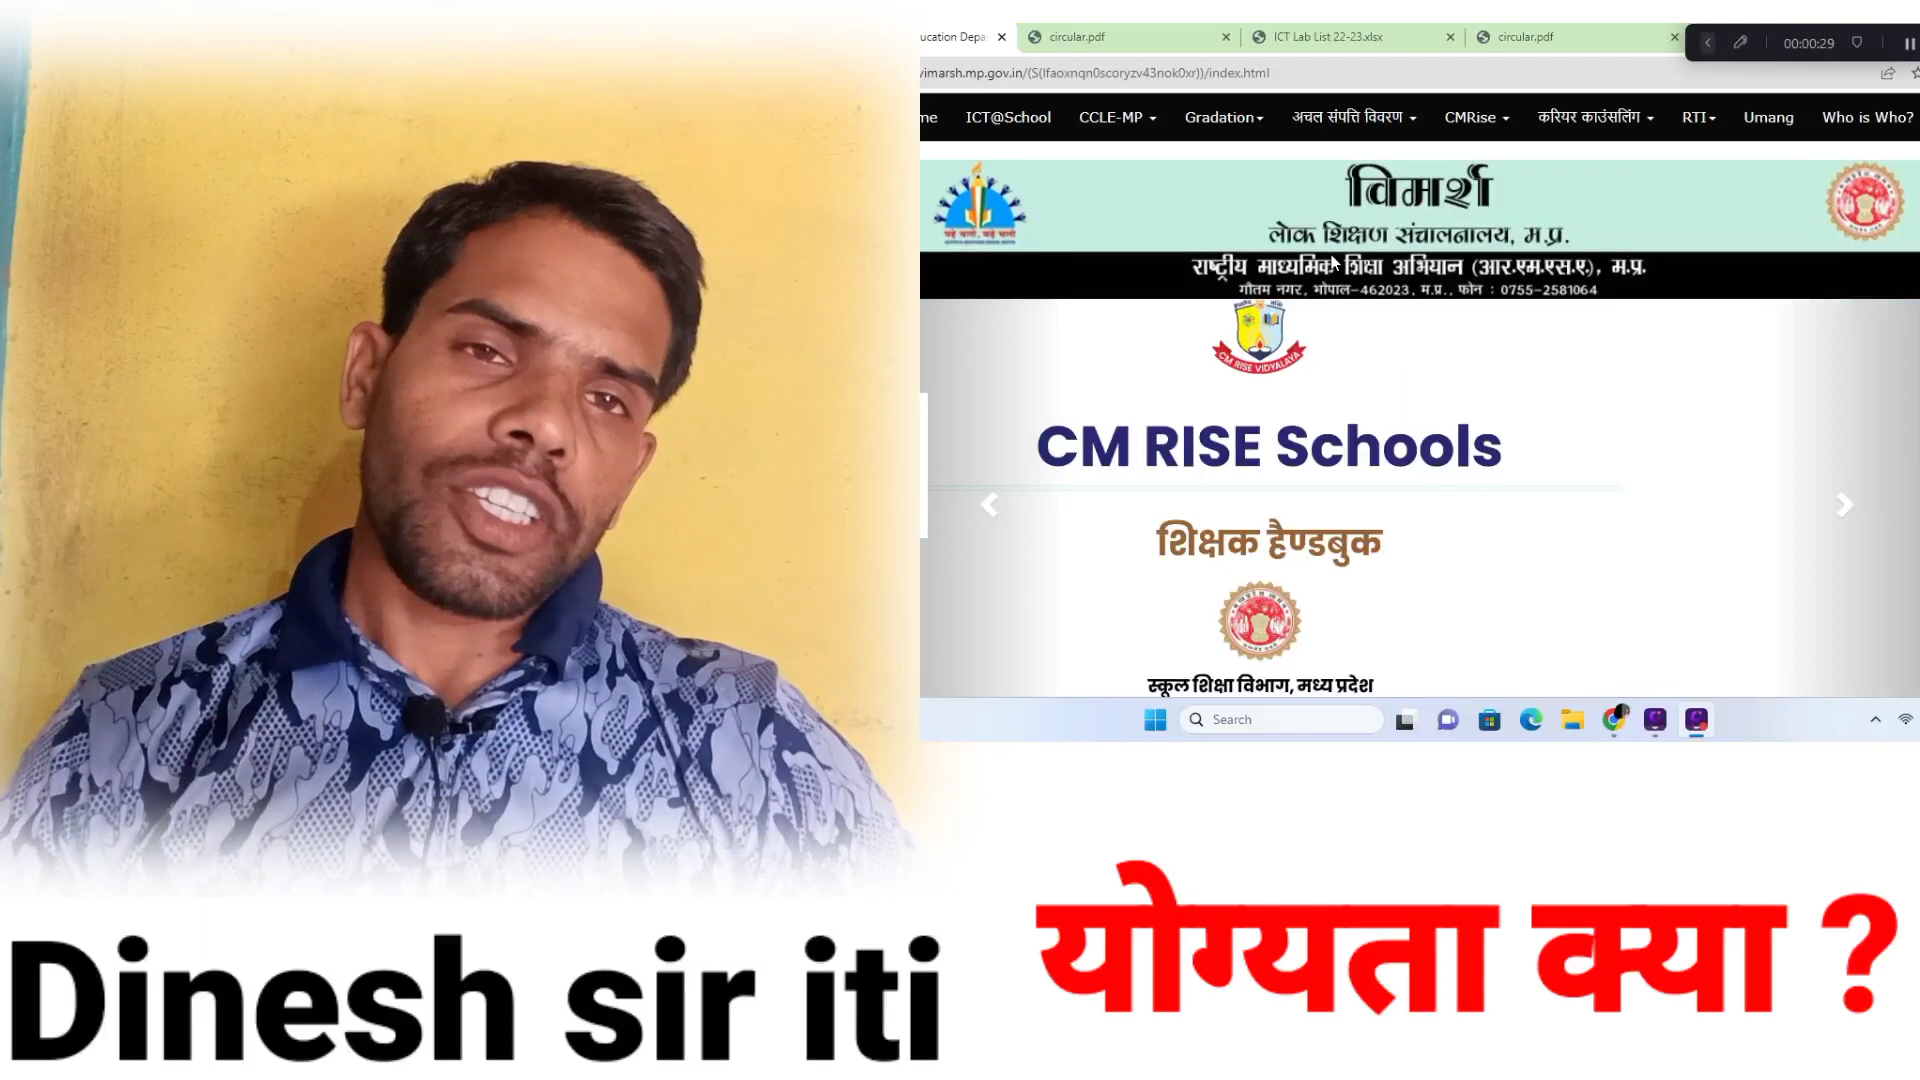 ucation Depa
circular.pdf
ICT Lab List 22-23.xlsx
circular.pdf
00:00:29
vimarsh.mp.gov.in/(S(lfaoxnqn0scoryzv43nok0xr))/index.html
me
ICT@School
CCLE-MP
Gradation
अचल संपत्ति विवरण
CMRise
करियर काउंसलिंग
RTI
Umang
Who is Who?
विमर्श
लोक शिक्षण संचालनालय, म.प्र.
राष्ट्रीय माध्यमिक शिक्षा अभियान (आर.एम.एस.ए.), म.प्र.
गौतम नगर, भोपाल-462023, म.प्र., फोन : 0755-2581064
CM RISE VIDYALAYA
CM RISE Schools
शिक्षक हैण्डबुक
स्कूल शिक्षा विभाग, मध्य प्रदेश
Search
Dinesh sir iti
योग्यता क्या ?